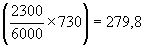 (2300/6000 × 730) = 279,8